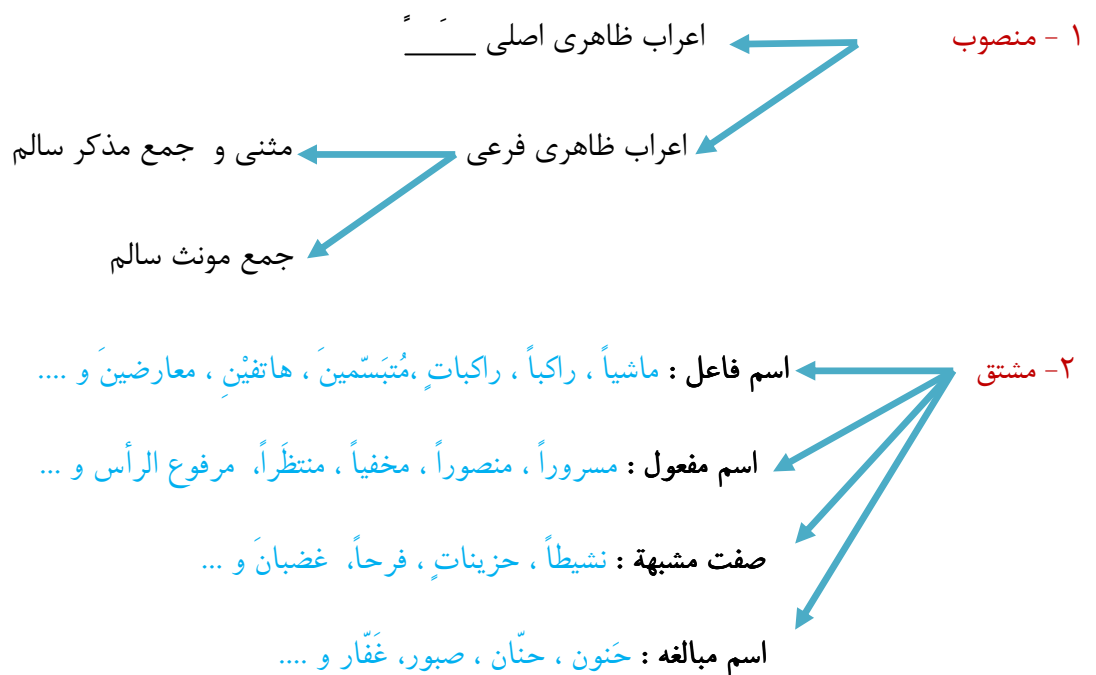 ۱ - منصوب اعراب ظاهری اصلی ـَـًـ
اعراب ظاهری فرعی مثنی و جمع مذکر سالم
جمع مونث سالم
۲- مشتق اسم فاعل : ماشیاً ، راکباً ، راکباتٍ ،مُتبَسّمینَ ، هاتفیْنِ ، معارضینَ و ....
اسم مفعول : مسروراً ، منصوراً ، مخفیاً ، منتظَراً، مرفوع الرأس و ...
صفت مشبهة : نشیطاً ، حزیناتٍ ، فرحاً، غضبانَ و ...
اسم مبالغه : حَنون ، حنّان ، صبور، غَفّار و ....